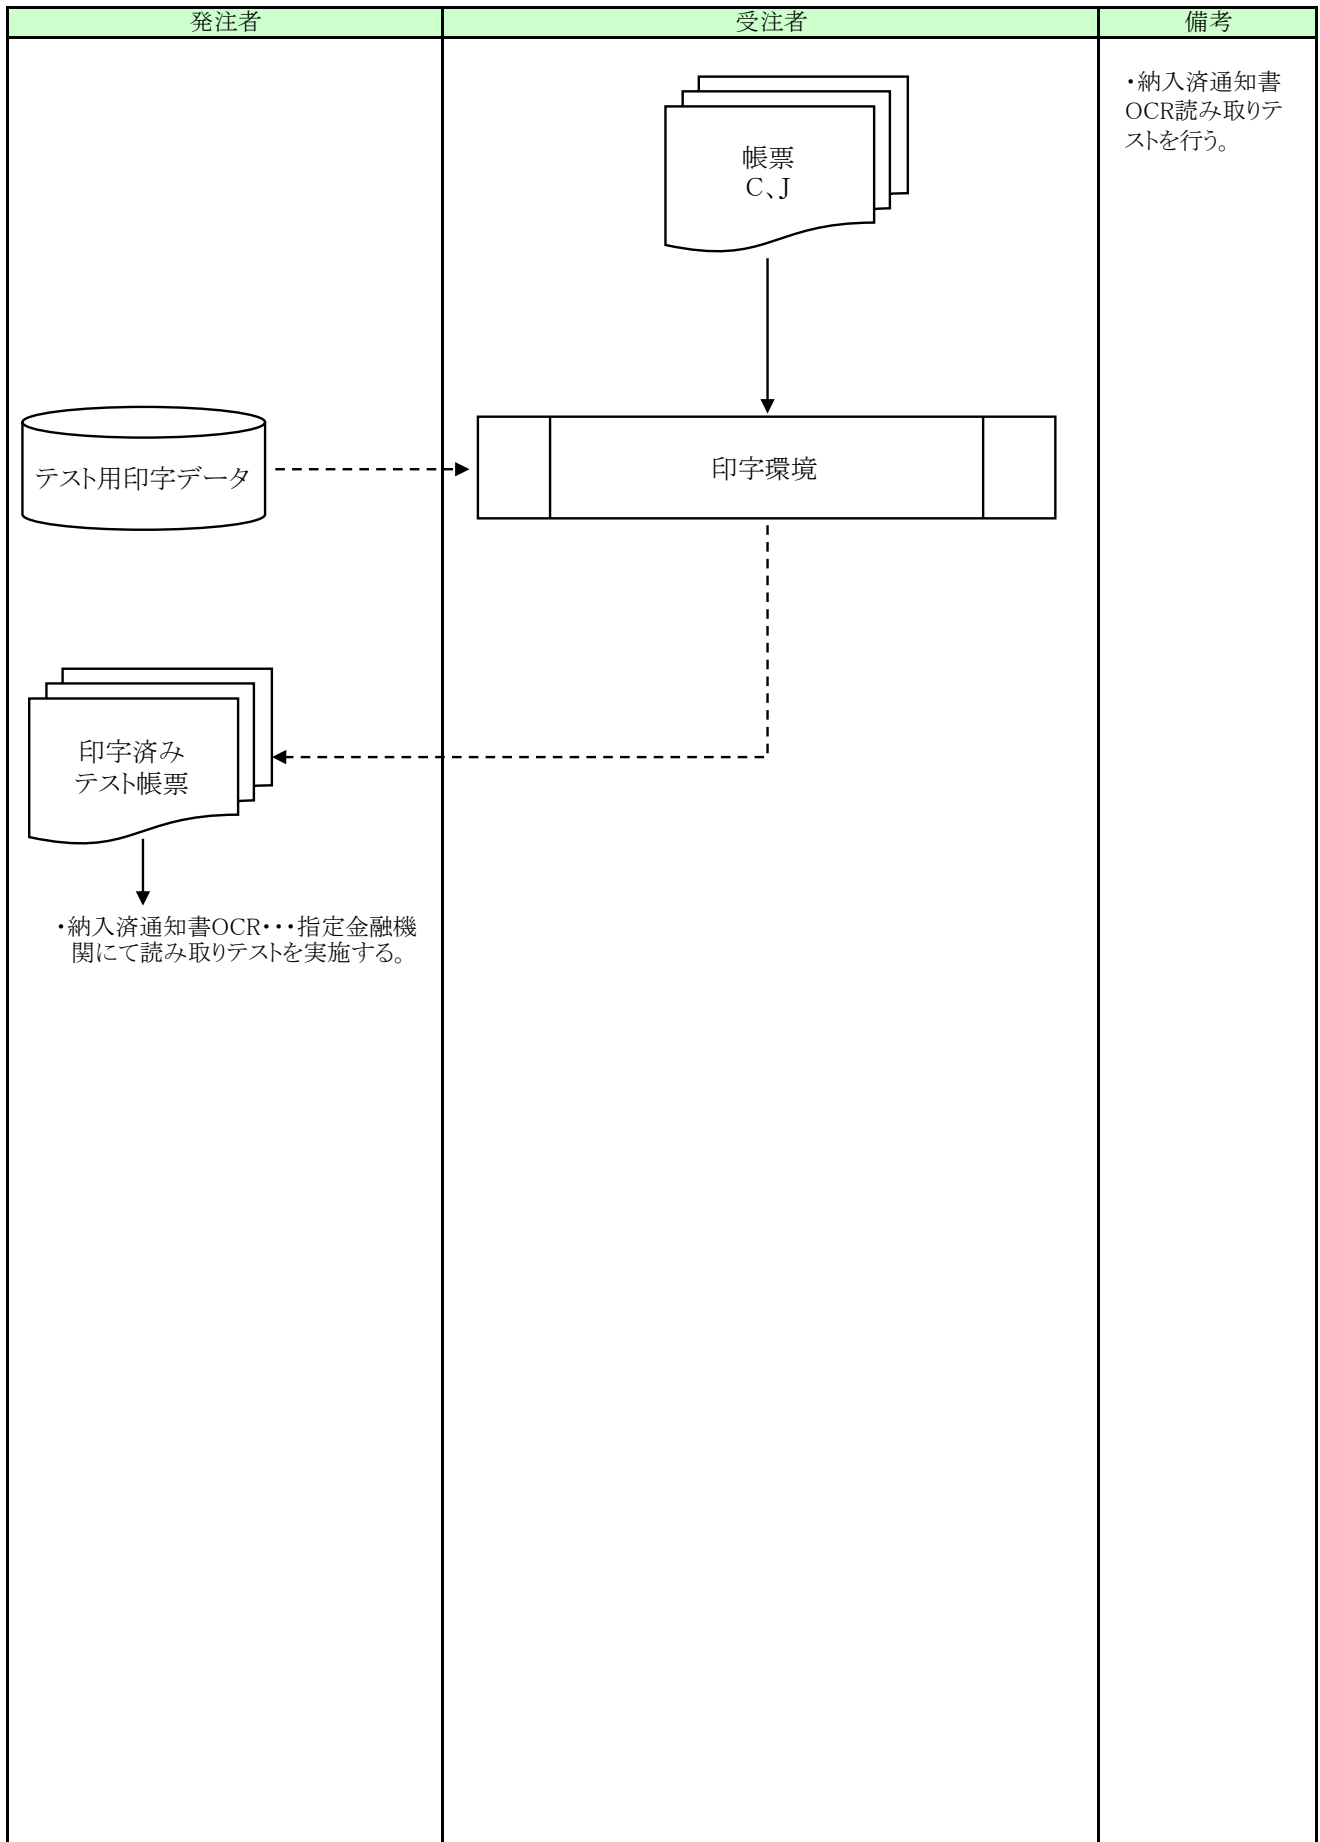 発注者
受注者
備考
・納入済通知書
OCR読み取りテ
ストを行う。
帳票
C、J
テスト用印字データ
印字環境
印字済み
テスト帳票
・納入済通知書OCR・・・指定金融機
関にて読み取りテストを実施する。